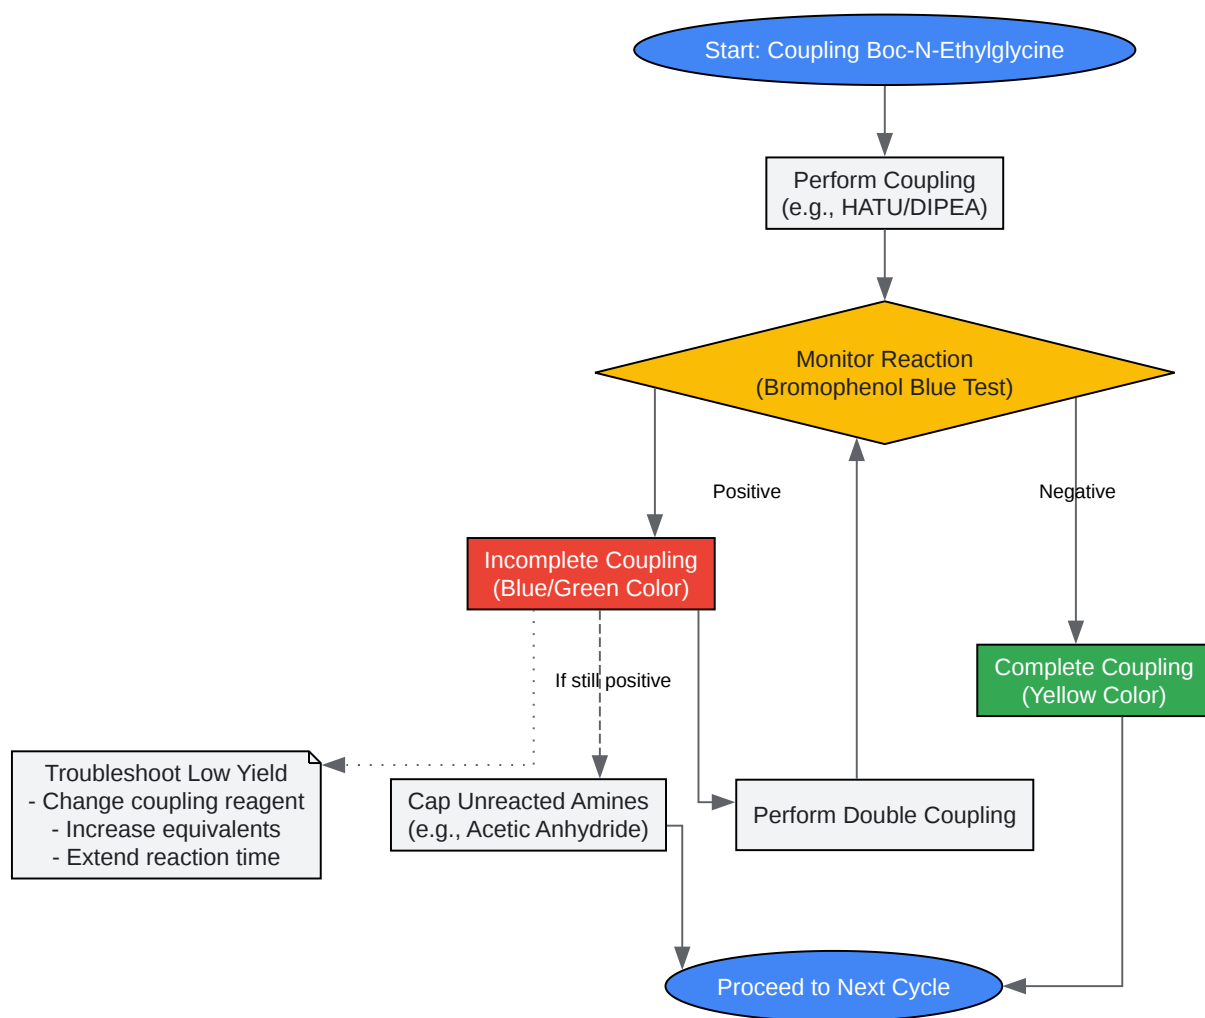 Start: Coupling Boc-N-Ethylglycine
Perform Coupling
(e.g., HATU/DIPEA)
Monitor Reaction
(Bromophenol Blue Test)
Positive
Negative
Incomplete Coupling
(Blue/Green Color)
If still positive
Complete Coupling
(Yellow Color)
Troubleshoot Low Yield
- Change coupling reagent
- Increase equivalents
- Extend reaction time
Cap Unreacted Amines
(e.g., Acetic Anhydride)
Perform Double Coupling
Proceed to Next Cycle